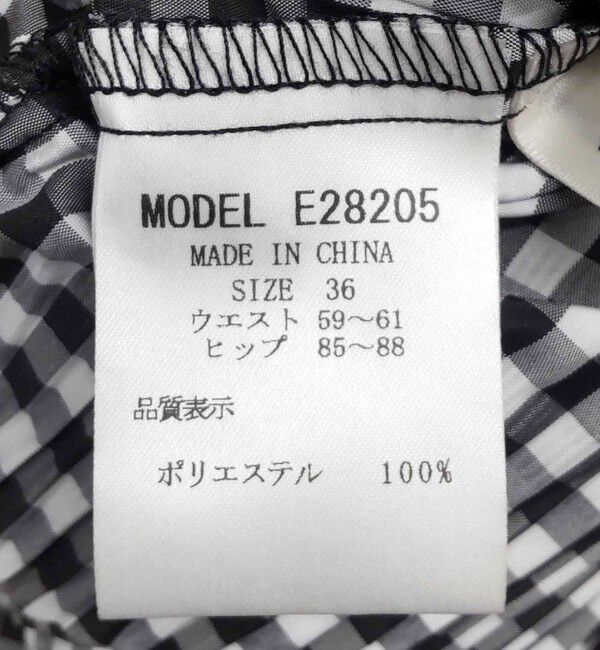 MODEL E28205
MADE IN CHINA
SIZE 36
ウエスト 59～61
ヒップ 85～88
品質表示
ポリエステル 100%